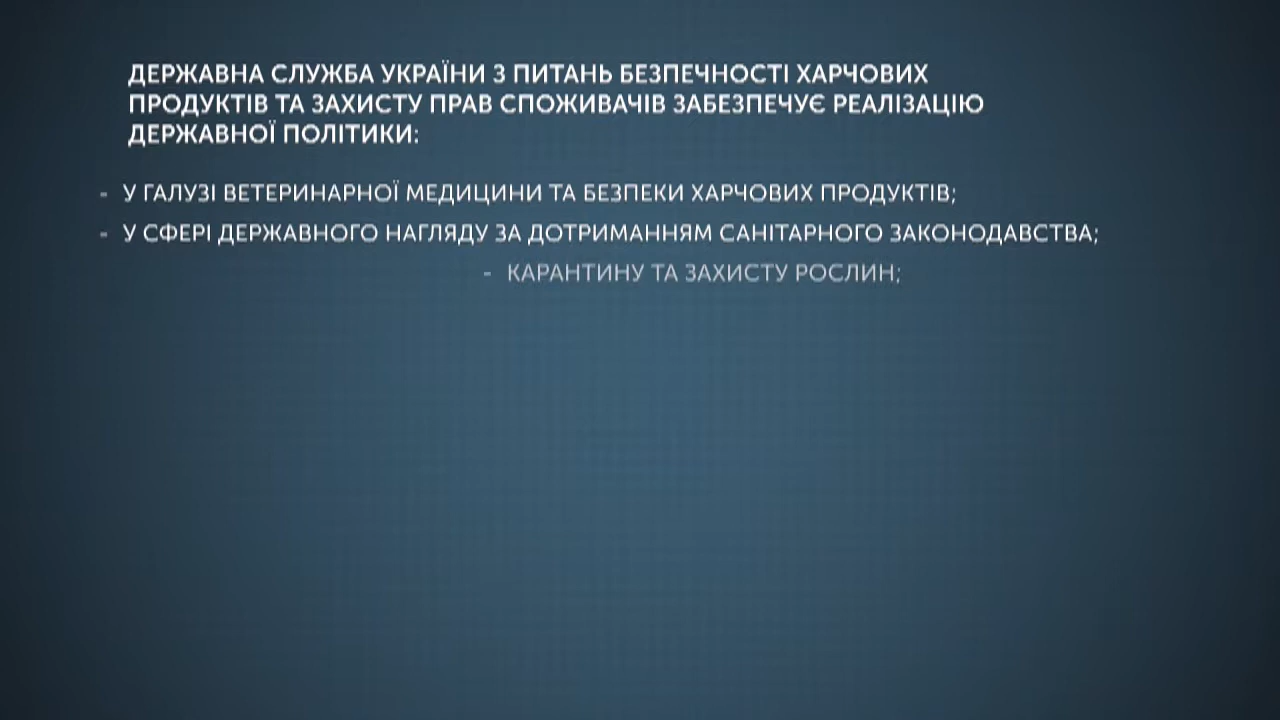 ДЕРЖАВНА СЛУЖБА УКРАЇНИ З ПИТАНЬ БЕЗПЕЧНОСТІ ХАРЧОВИХ
ПРОДУКТІВ ТА ЗАХИСТУ ПРАВ СПОЖИВАЧІВ ЗАБЕЗПЕЧУЄ РЕАЛІЗАЦІЮ
ДЕРЖАВНОЇ ПОЛІТИКИ:
- У ГАЛУЗІ ВЕТЕРИНАРНОЇ МЕДИЦИНИ ТА БЕЗПЕКИ ХАРЧОВИХ ПРОДУКТІВ;
- У СФЕРІ ДЕРЖАВНОГО НАГЛЯДУ ЗА ДОТРИМАННЯМ САНІТАРНОГО ЗАКОНОДАВСТВА;
- КАРАНТИНУ ТА ЗАХИСТУ РОСЛИН;